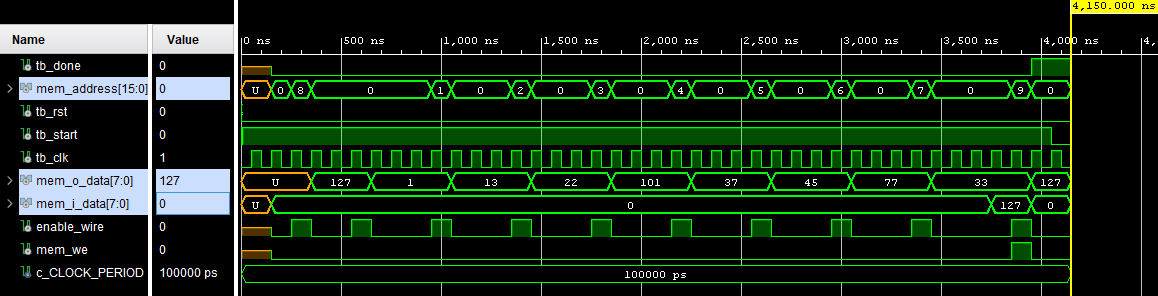 4,150.000 ns
Name Value 0 ns 500 ns 1,000 ns 1,500 ns 2,000 ns 2,500 ns 3,000 ns 3,500 ns 4,000 ns 4,
tb_done 0
mem_address[15:0] 0 U 0 8 0 1 0 2 0 3 0 4 0 5 0 6 0 7 0 9 0
tb_rst 0
tb_start 0
tb_clk 1
mem_o_data[7:0] 127 U 127 1 13 22 101 37 45 77 33 127
mem_i_data[7:0] 0 U 0 127 0
enable_wire 0
mem_we 0
c_CLOCK_PERIOD 100000 ps 100000 ps